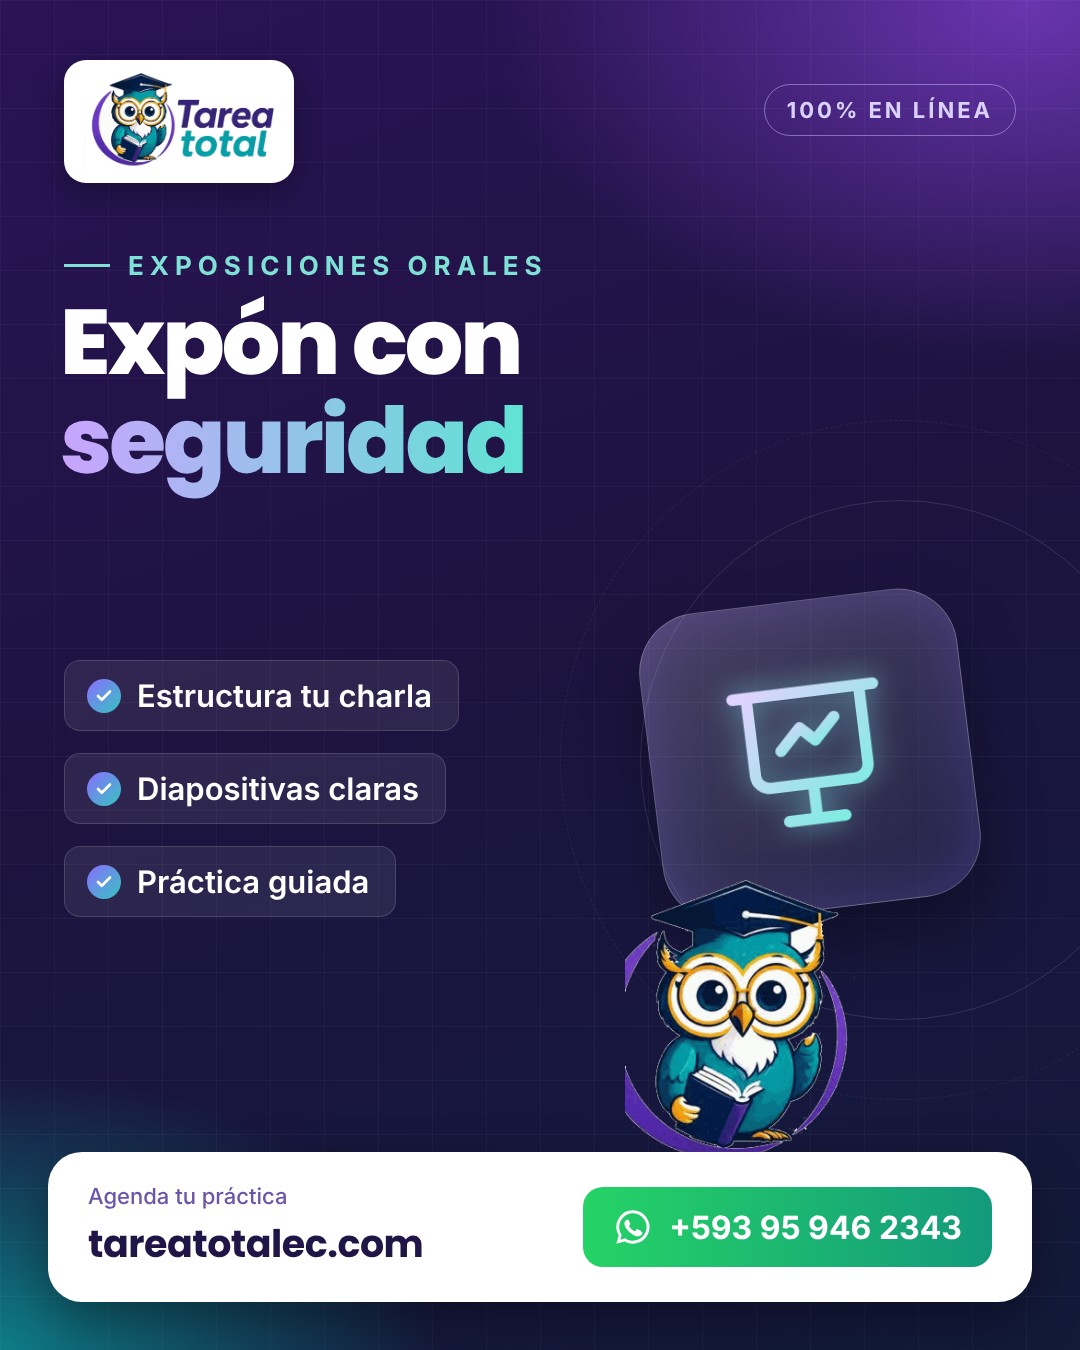 Tarea
total
100% EN LÍNEA
EXPOSICIONES ORALES
Expón con
seguridad
Estructura tu charla
Diapositivas claras
Práctica guiada
Agenda tu práctica
tareatotalec.com
+593 95 946 2343